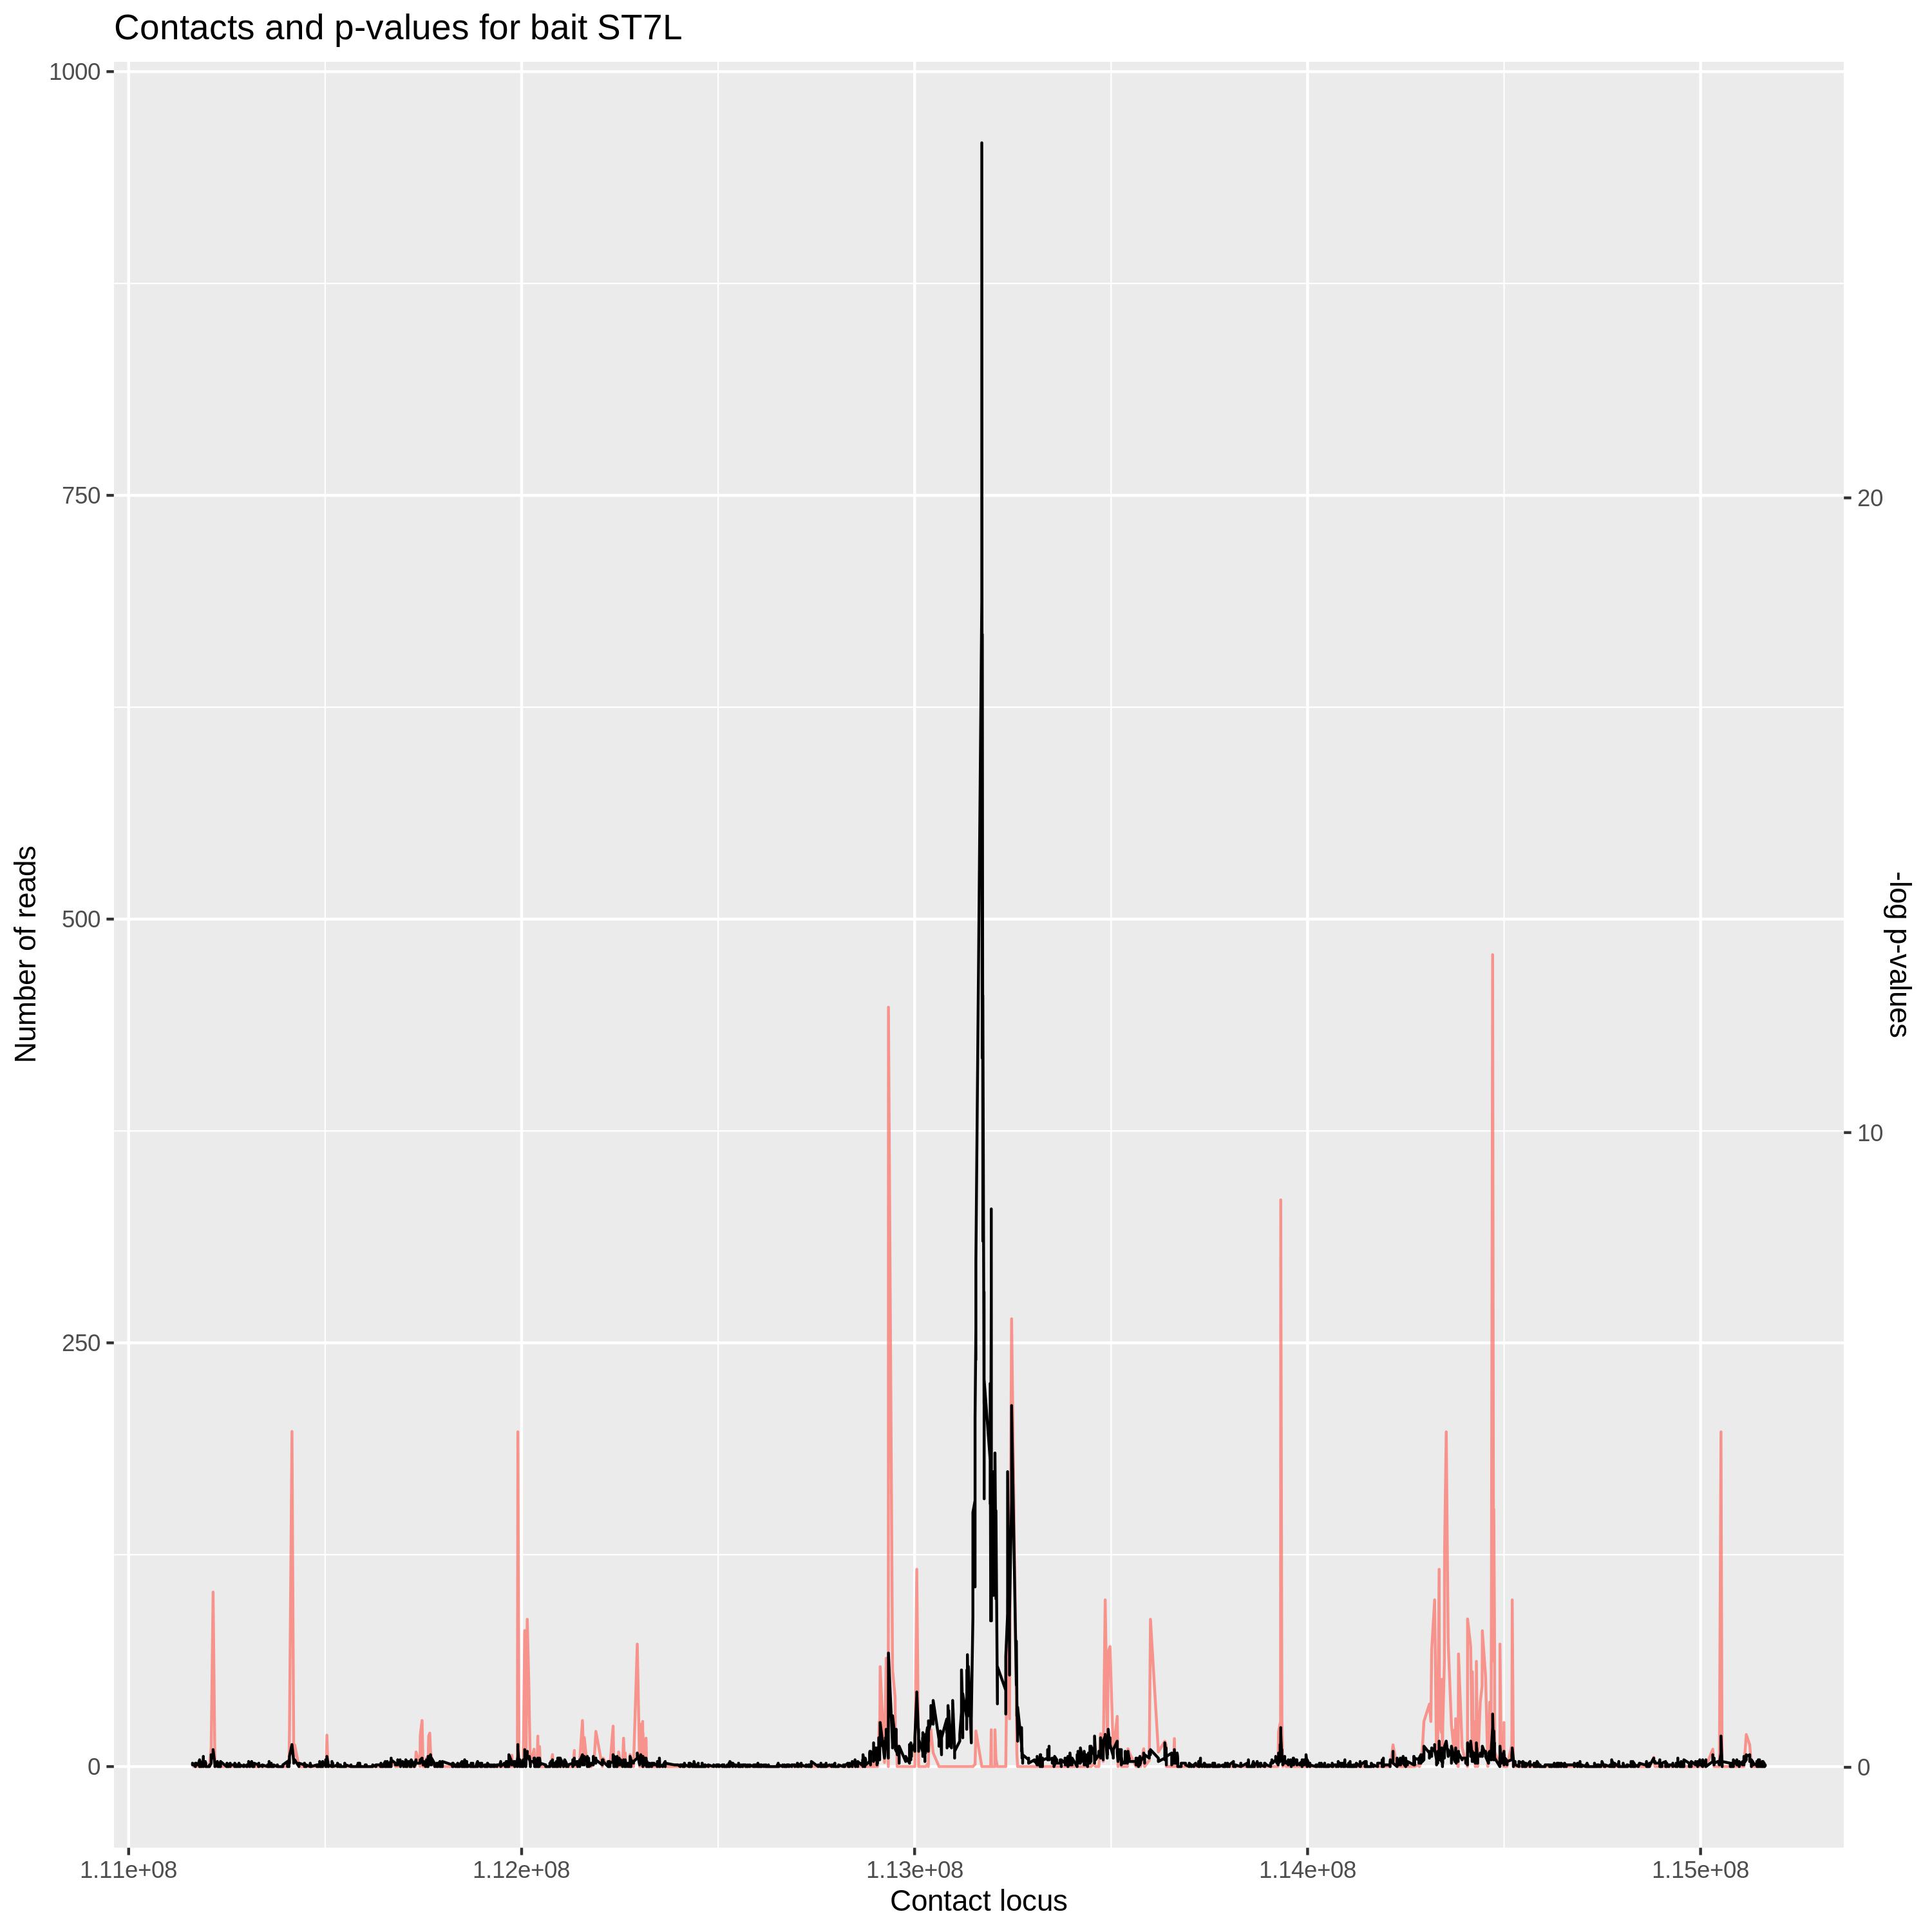 Contacts and p-values for bait ST7L
1000
750
500
250
0
Number of reads
20
10
0
-log p-values
1.11e+08
1.12e+08
1.13e+08
1.14e+08
1.15e+08
Contact locus